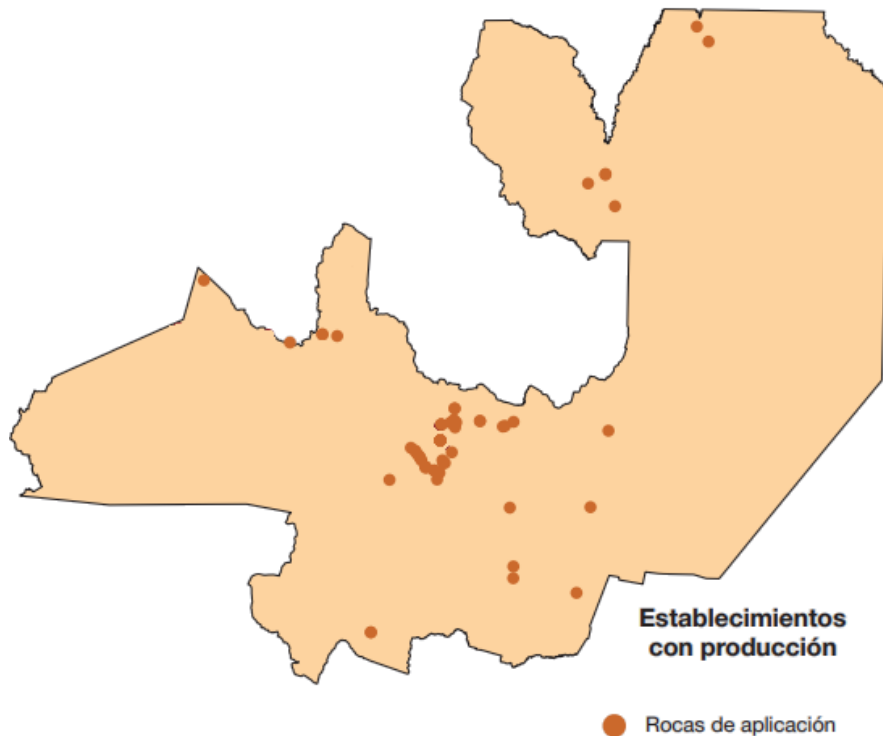 Establecimientos
con producción
Rocas de aplicación